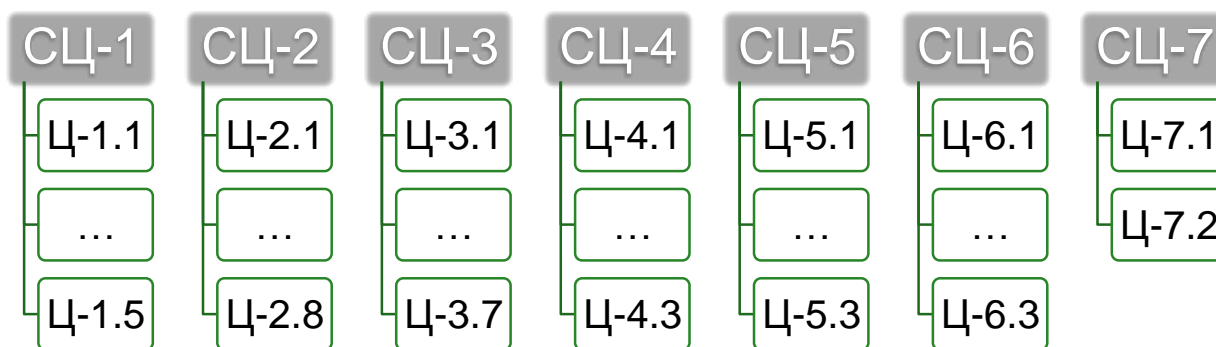 СЦ-1 СЦ-2 СЦ-3 СЦ-4 СЦ-5 СЦ-6 СЦ-7
Ц-1.1 Ц-2.1 Ц-3.1 Ц-4.1 Ц-5.1 Ц-6.1 Ц-7.1
… … … … … … Ц-7.2
Ц-1.5 Ц-2.8 Ц-3.7 Ц-4.3 Ц-5.3 Ц-6.3